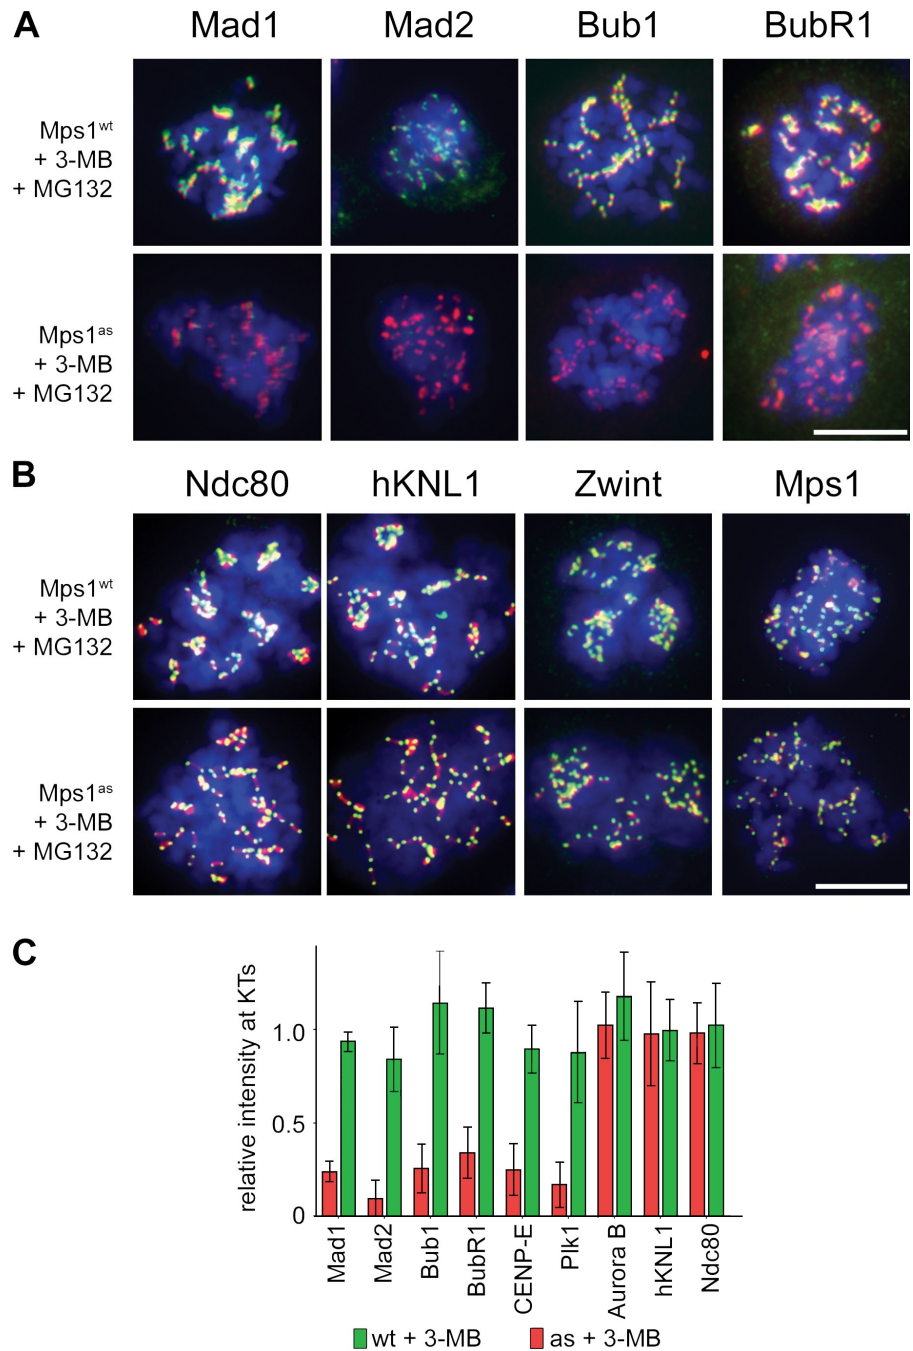 A
Mad1 Mad2 Bub1 BubR1
Mps1wt
+ 3-MB
+ MG132
Mps1as
+ 3-MB
+ MG132
B
Ndc80 hKNL1 Zwint Mps1
Mps1wt
+ 3-MB
+ MG132
Mps1as
+ 3-MB
+ MG132
C
relative intensity at KTs
1.0
0.5
0
Mad1 Mad2 Bub1 BubR1 CENP-E Plk1 Aurora B hKNL1 Ndc80
wt + 3-MB as + 3-MB